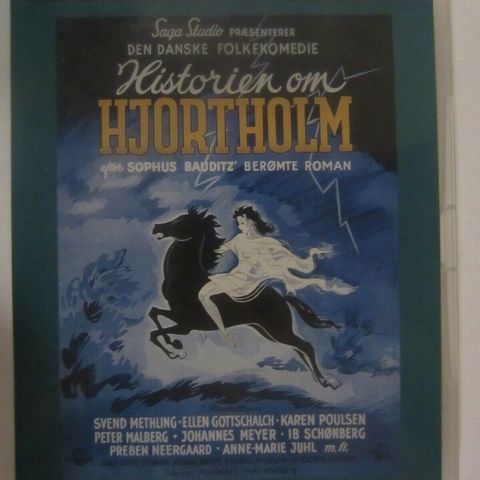 Saga Studio PRÆSENTERER
DEN DANSKE FOLKEKOMEDIE
Historien om
HJORTHOLM
efter SOPHUS BAUDITZ' BERØMTE ROMAN
SVEND METHLING · ELLEN GOTTSCHALCH · KAREN POULSEN
PETER MALBERG · JOHANNES MEYER · IB SCHØNBERG
PREBEN NEERGAARD · ANNE-MARIE JUHL m.fl.